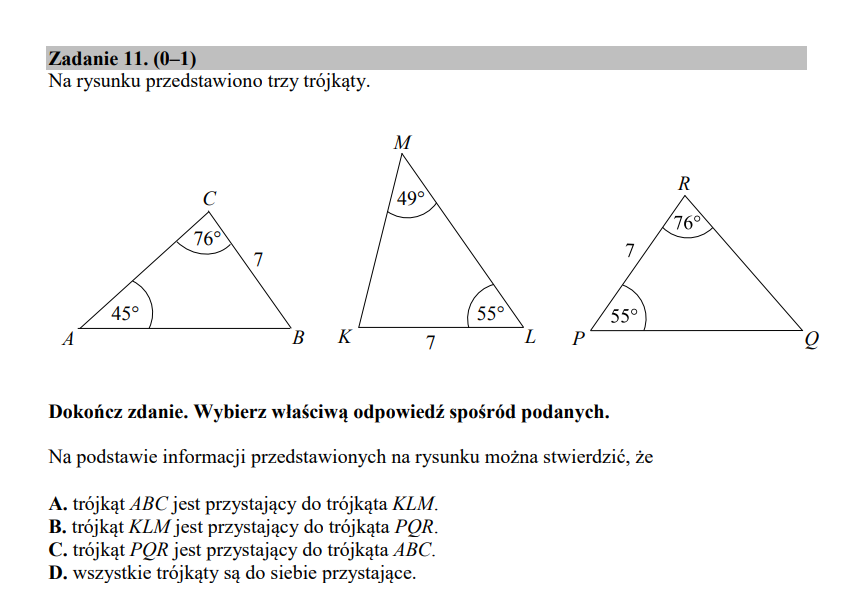 Zadanie 11. (0–1)
Na rysunku przedstawiono trzy trójkąty.
M
C
R
49°
76°
76°
7
7
45°
55°
55°
A
B
K
7
L
P
Q
Dokończ zdanie. Wybierz właściwą odpowiedź spośród podanych.
Na podstawie informacji przedstawionych na rysunku można stwierdzić, że
A. trójkąt ABC jest przystający do trójkąta KLM.
B. trójkąt KLM jest przystający do trójkąta PQR.
C. trójkąt PQR jest przystający do trójkąta ABC.
D. wszystkie trójkąty są do siebie przystające.